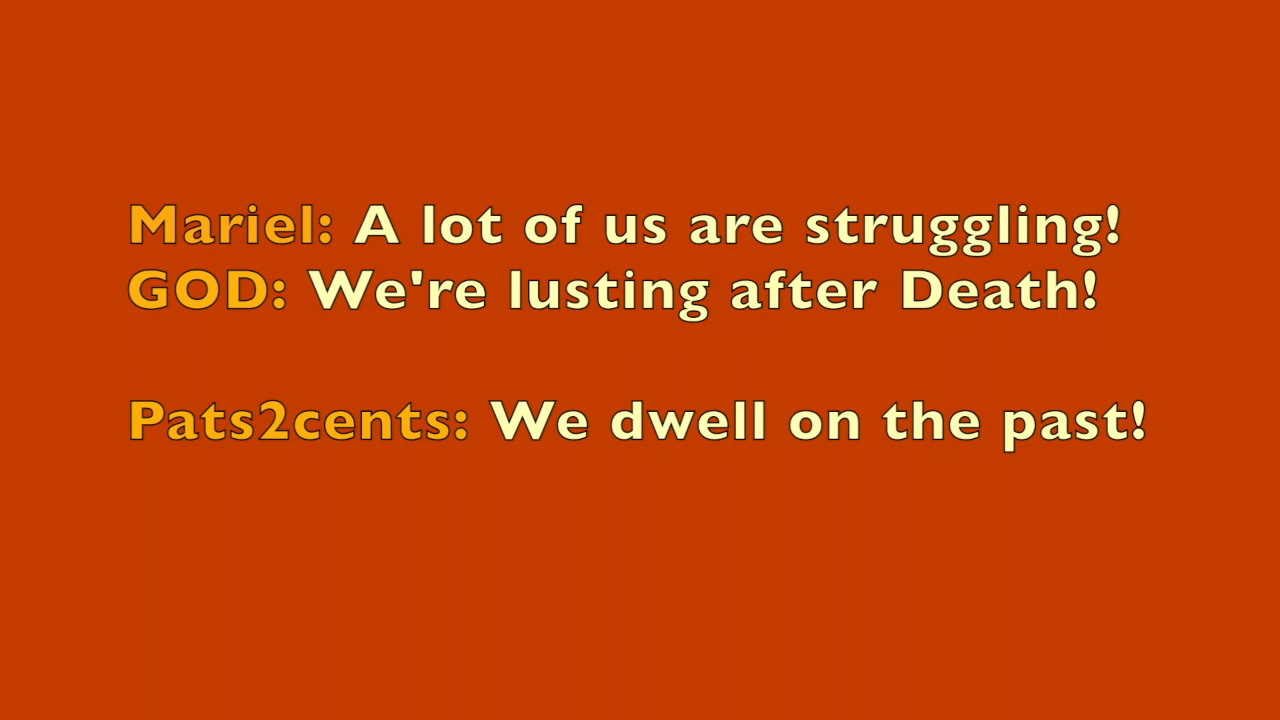 Mariel: A lot of us are struggling!
GOD: We're lusting after Death!
Pats2cents: We dwell on the past!